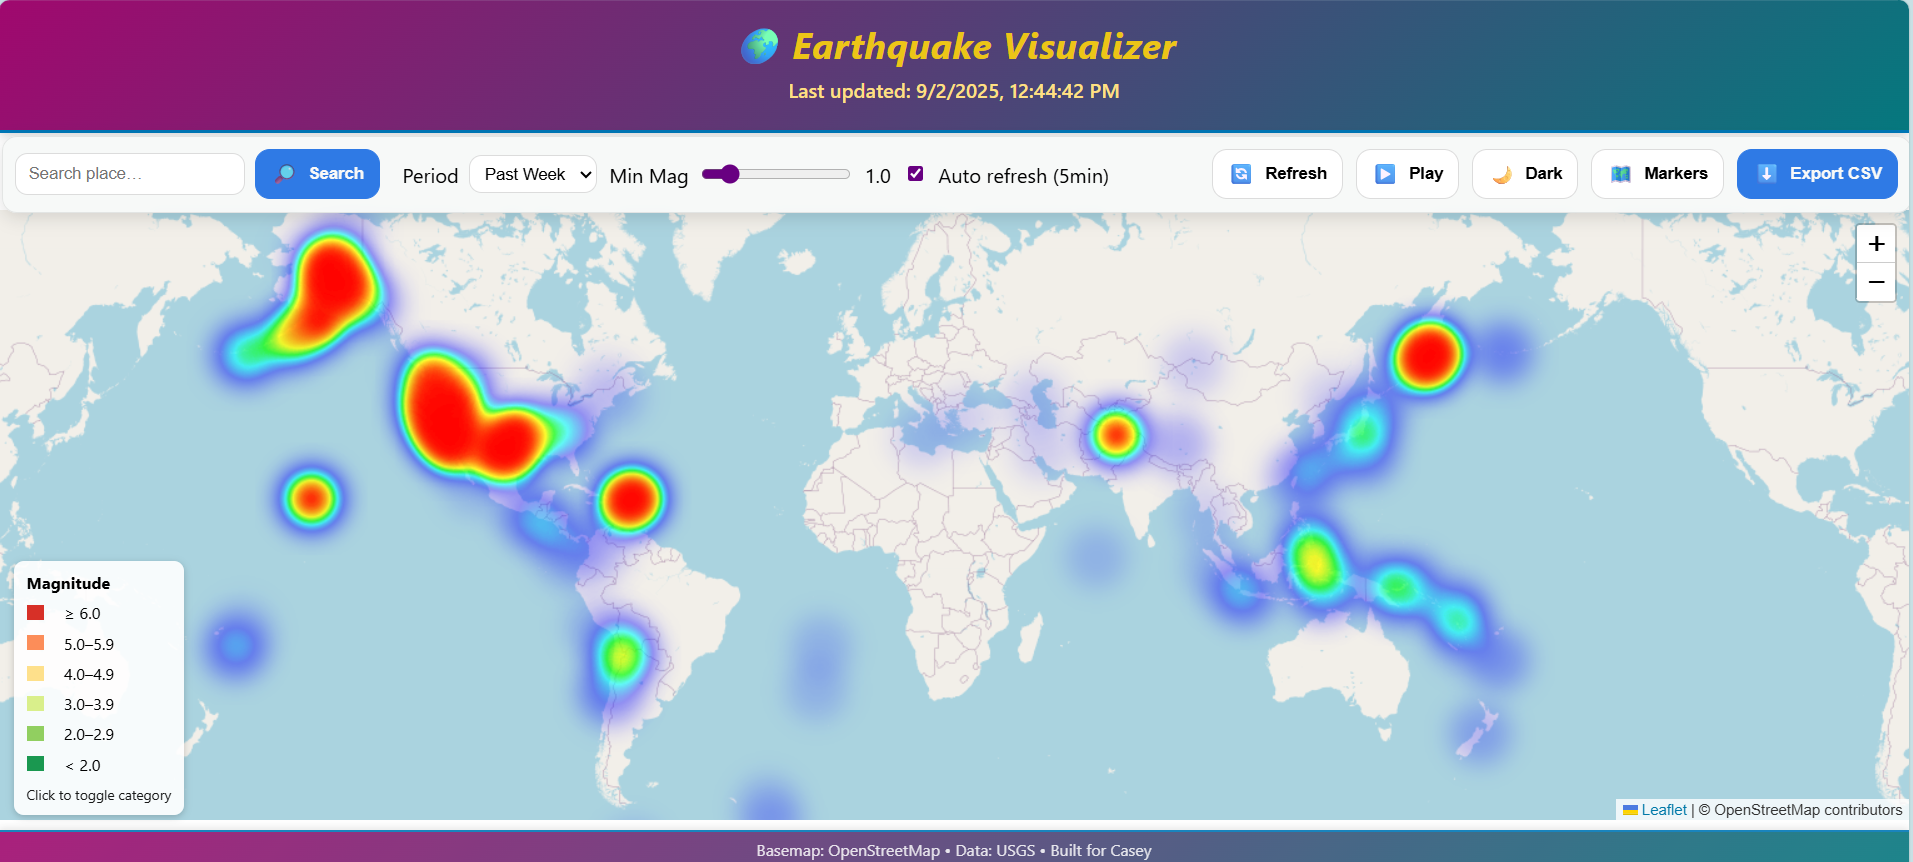 Earthquake Visualizer
Last updated: 9/2/2025, 12:44:42 PM
Search place... Search Period Past Week Min Mag 1.0 Auto refresh (5min) Refresh Play Dark Markers Export CSV
+
−
Magnitude
≥ 6.0
5.0–5.9
4.0–4.9
3.0–3.9
2.0–2.9
< 2.0
Click to toggle category
Leaflet | © OpenStreetMap contributors
Basemap: OpenStreetMap • Data: USGS • Built for Casey